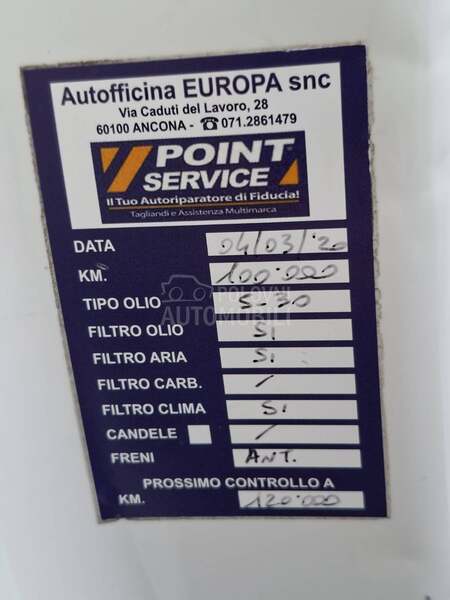 Autofficina EUROPA snc
Via Caduti del Lavoro, 28
60100 ANCONA - ☎071.2861479
POINT
SERVICE
Il Tuo Autoriparatore di Fiducia!
Tagliandi e Assistenza Multimarca
DATA 04/03/'20
KM. 100'000
POLOVNI
AUTOMOBILI
TIPO OLIO 5-30
FILTRO OLIO SI
FILTRO ARIA SI
FILTRO CARB. /
FILTRO CLIMA SI
CANDELE /
FRENI ANT.
PROSSIMO CONTROLLO A
KM. 120'000